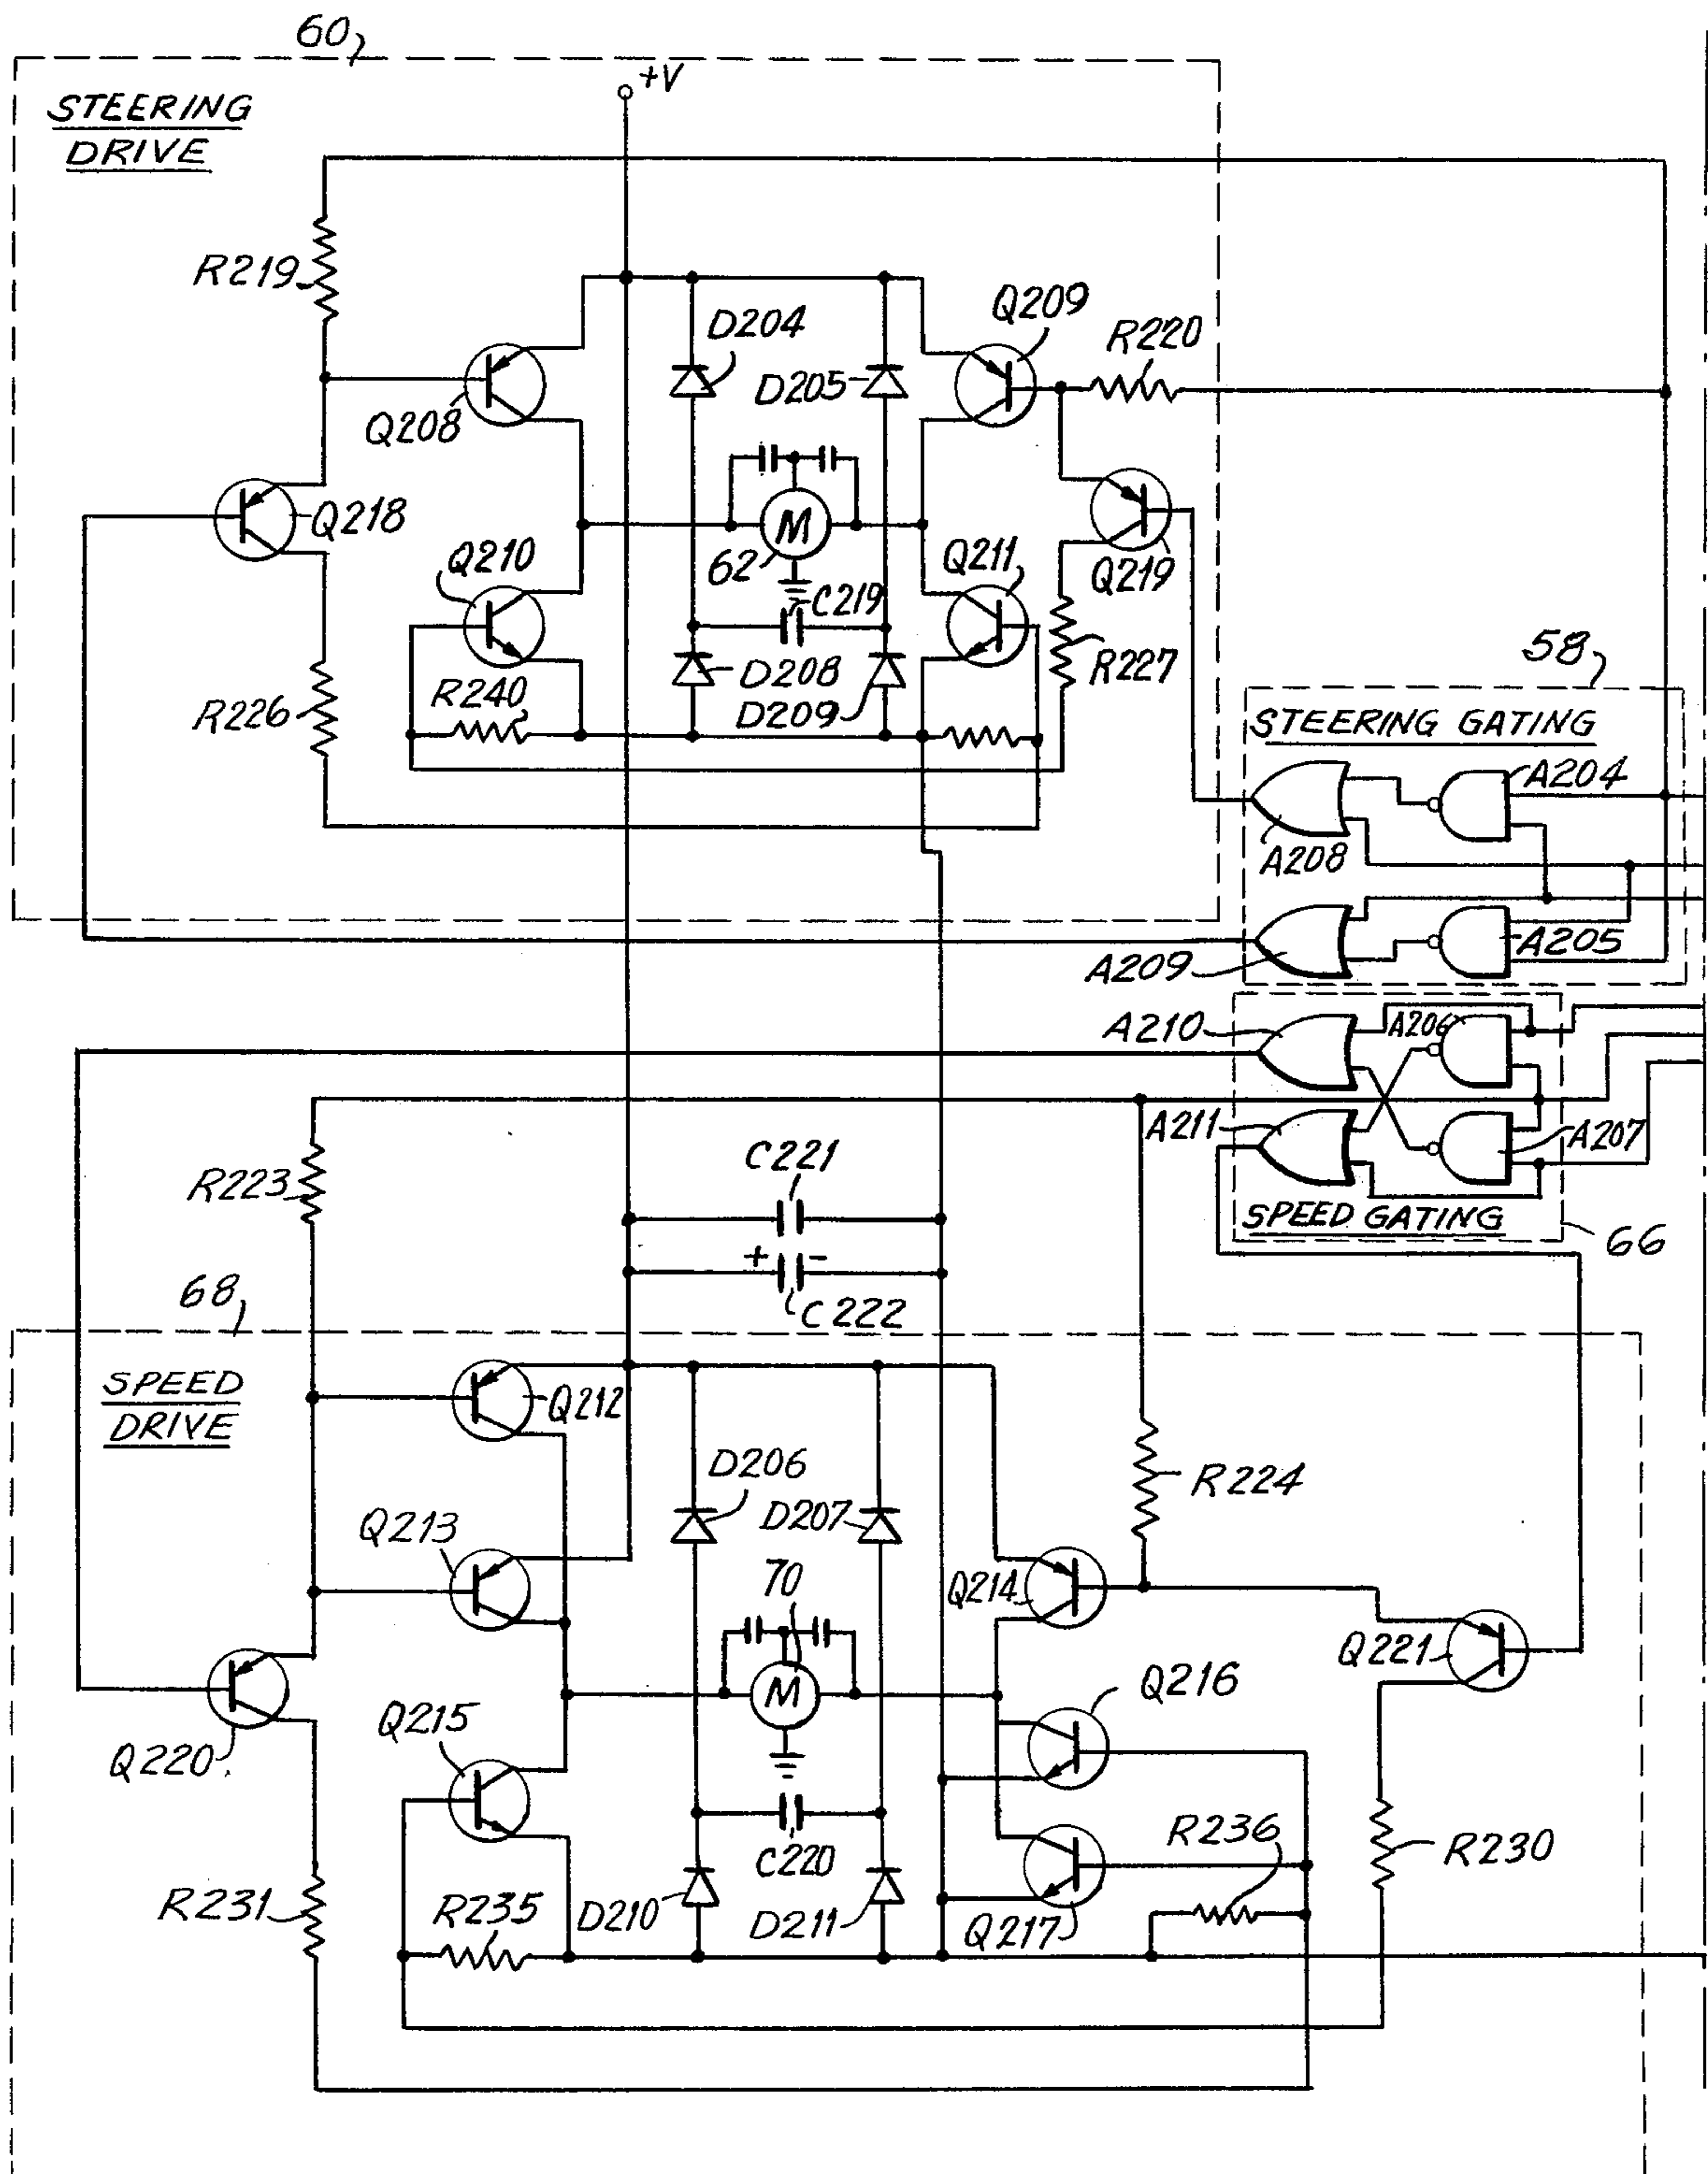 60
+V
STEERING
DRIVE
R219
D204
Q209
R220
D205
Q208
Q218
M
62
Q210
Q211
Q219
C219
R227
58
R226
R240
D208
D209
STEERING GATING
A204
A208
A205
A209
A210
A206
A211
A207
C221
R223
SPEED GATING
66
+ -
C222
68
SPEED
DRIVE
Q212
D206
R224
Q213
D207
70
Q214
Q221
M
Q216
Q215
Q220
C220
R236
R230
R231
R235
D210
D211
Q217